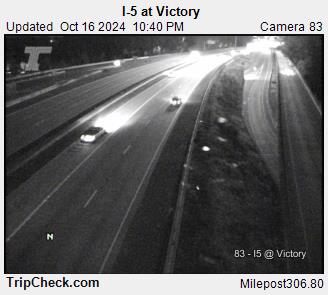 I-5 at Victory
Updated Oct 16 2024 10:40 PM Camera 83
T
N
83 - I5 @ Victory
TripCheck.com Milepost306.80